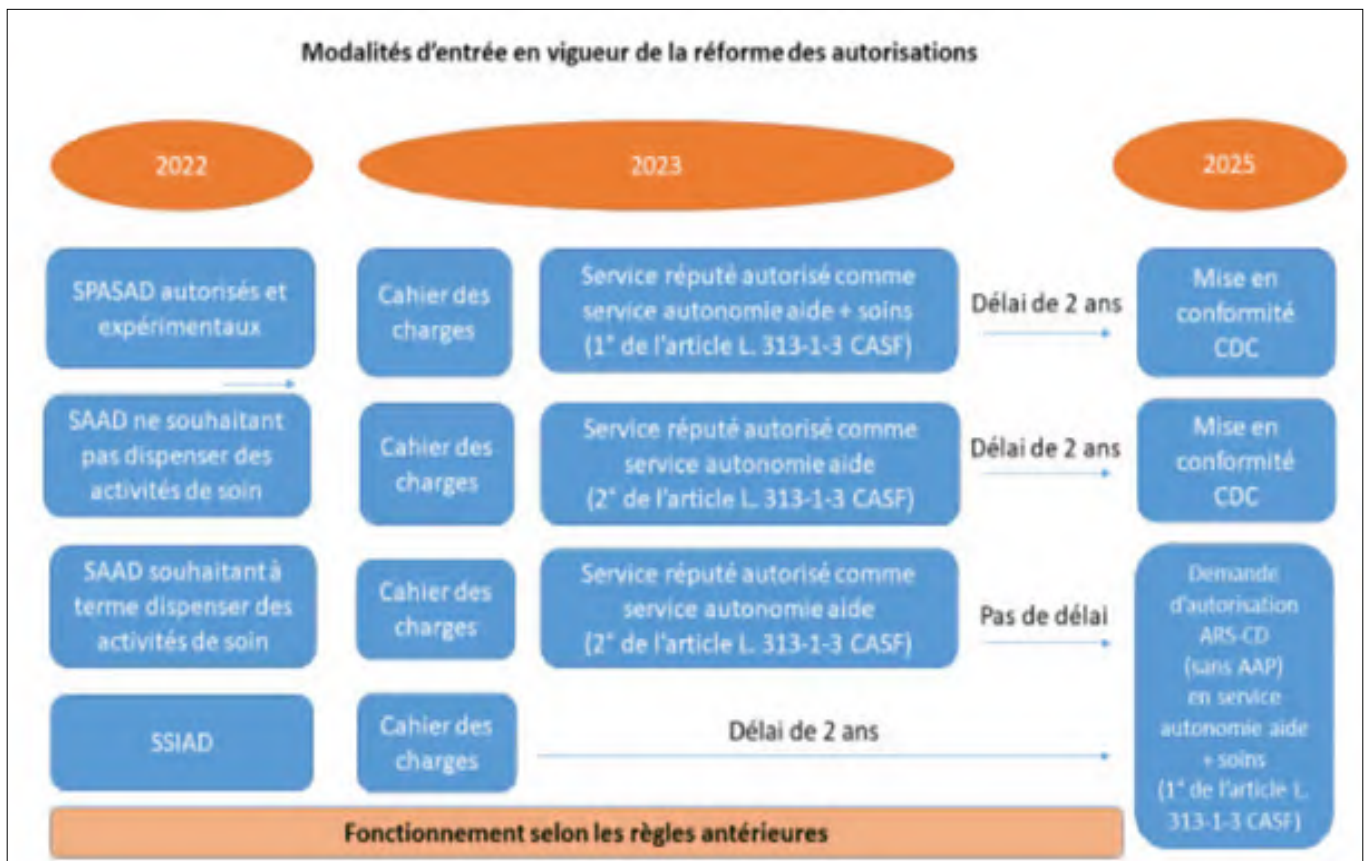 Modalités d'entrée en vigueur de la réforme des autorisations
2022
2023
2025
SPASAD autorisés et
expérimentaux
Cahier des
charges
Service réputé autorisé comme
service autonomie aide + soins
(1° de l'article L. 313-1-3 CASF)
Délai de 2 ans
Mise en
conformité
CDC
SAAD ne souhaitant
pas dispenser des
activités de soin
Cahier des
charges
Service réputé autorisé comme
service autonomie aide
(2° de l'article L. 313-1-3 CASF)
Délai de 2 ans
Mise en
conformité
CDC
SAAD souhaitant à
terme dispenser des
activités de soin
Cahier des
charges
Service réputé autorisé comme
service autonomie aide
(2° de l'article L. 313-1-3 CASF)
Pas de délai
Demande
d'autorisation
ARS-CD
(sans AAP)
en service
autonomie aide
+ soins
(1° de l'article L.
313-1-3 CASF)
SSIAD
Cahier des
charges
Délai de 2 ans
Fonctionnement selon les règles antérieures